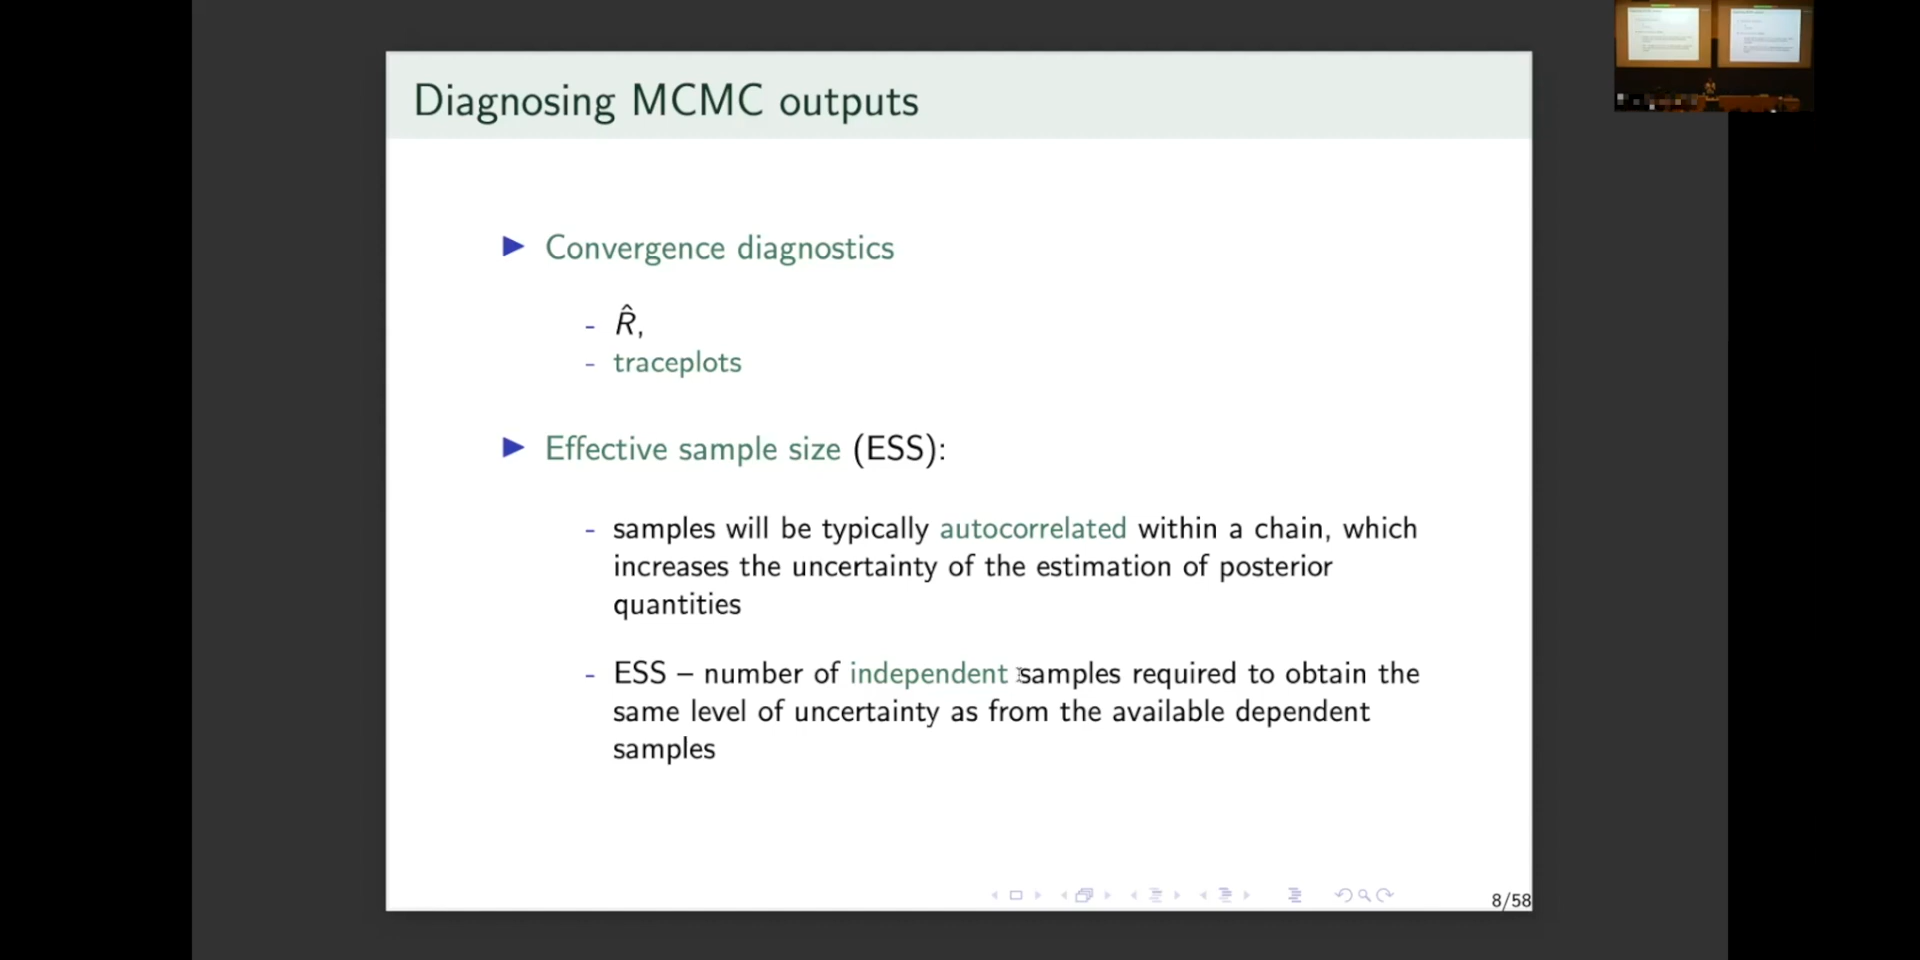 Diagnosing MCMC outputs
▶ Convergence diagnostics
- R̂,
- traceplots
▶ Effective sample size (ESS):
- samples will be typically autocorrelated within a chain, which
increases the uncertainty of the estimation of posterior
quantities
- ESS – number of independent samples required to obtain the
same level of uncertainty as from the available dependent
samples
8/58